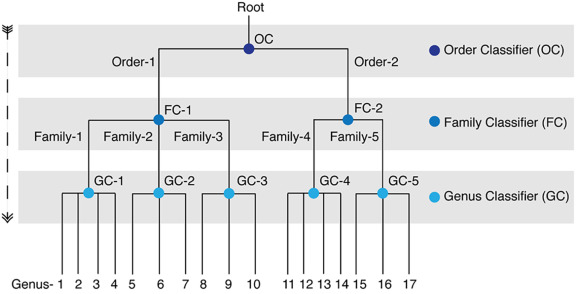 Root
OC
Order Classifier (OC)
Order-1 Order-2
FC-1 FC-2
Family Classifier (FC)
Family-1 Family-2 Family-3 Family-4 Family-5
GC-1 GC-2 GC-3 GC-4 GC-5
Genus Classifier (GC)
Genus- 1 2 3 4 5 6 7 8 9 10 11 12 13 14 15 16 17